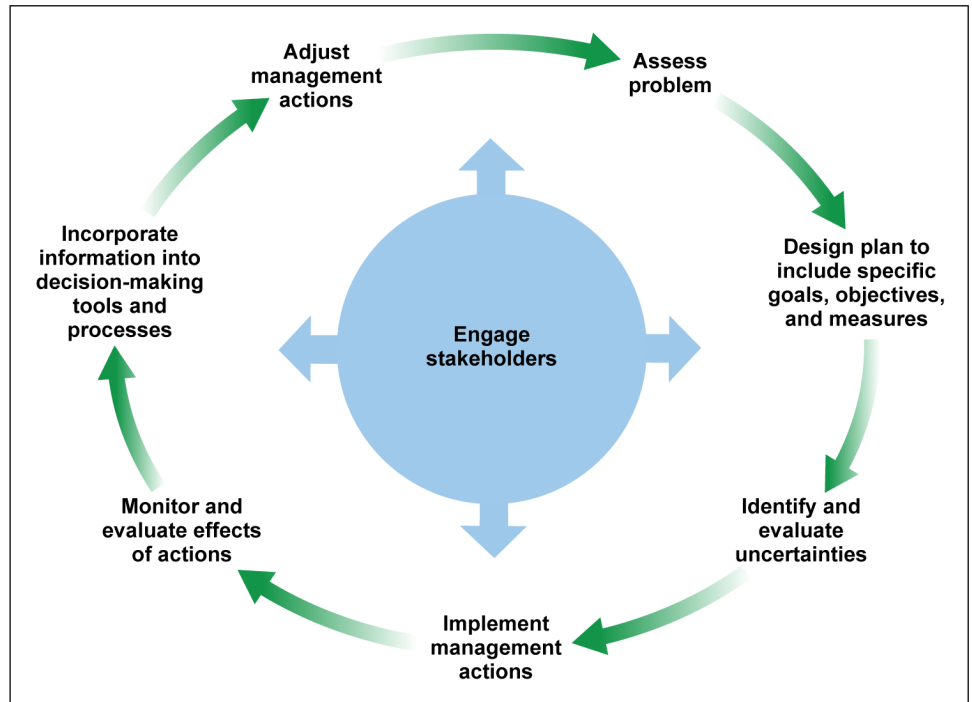 Adjust
management
actions
Assess
problem
Design plan to
include specific
goals, objectives,
and measures
Identify and
evaluate
uncertainties
Implement
management
actions
Monitor and
evaluate effects
of actions
Incorporate
information into
decision-making
tools and
processes
Engage
stakeholders